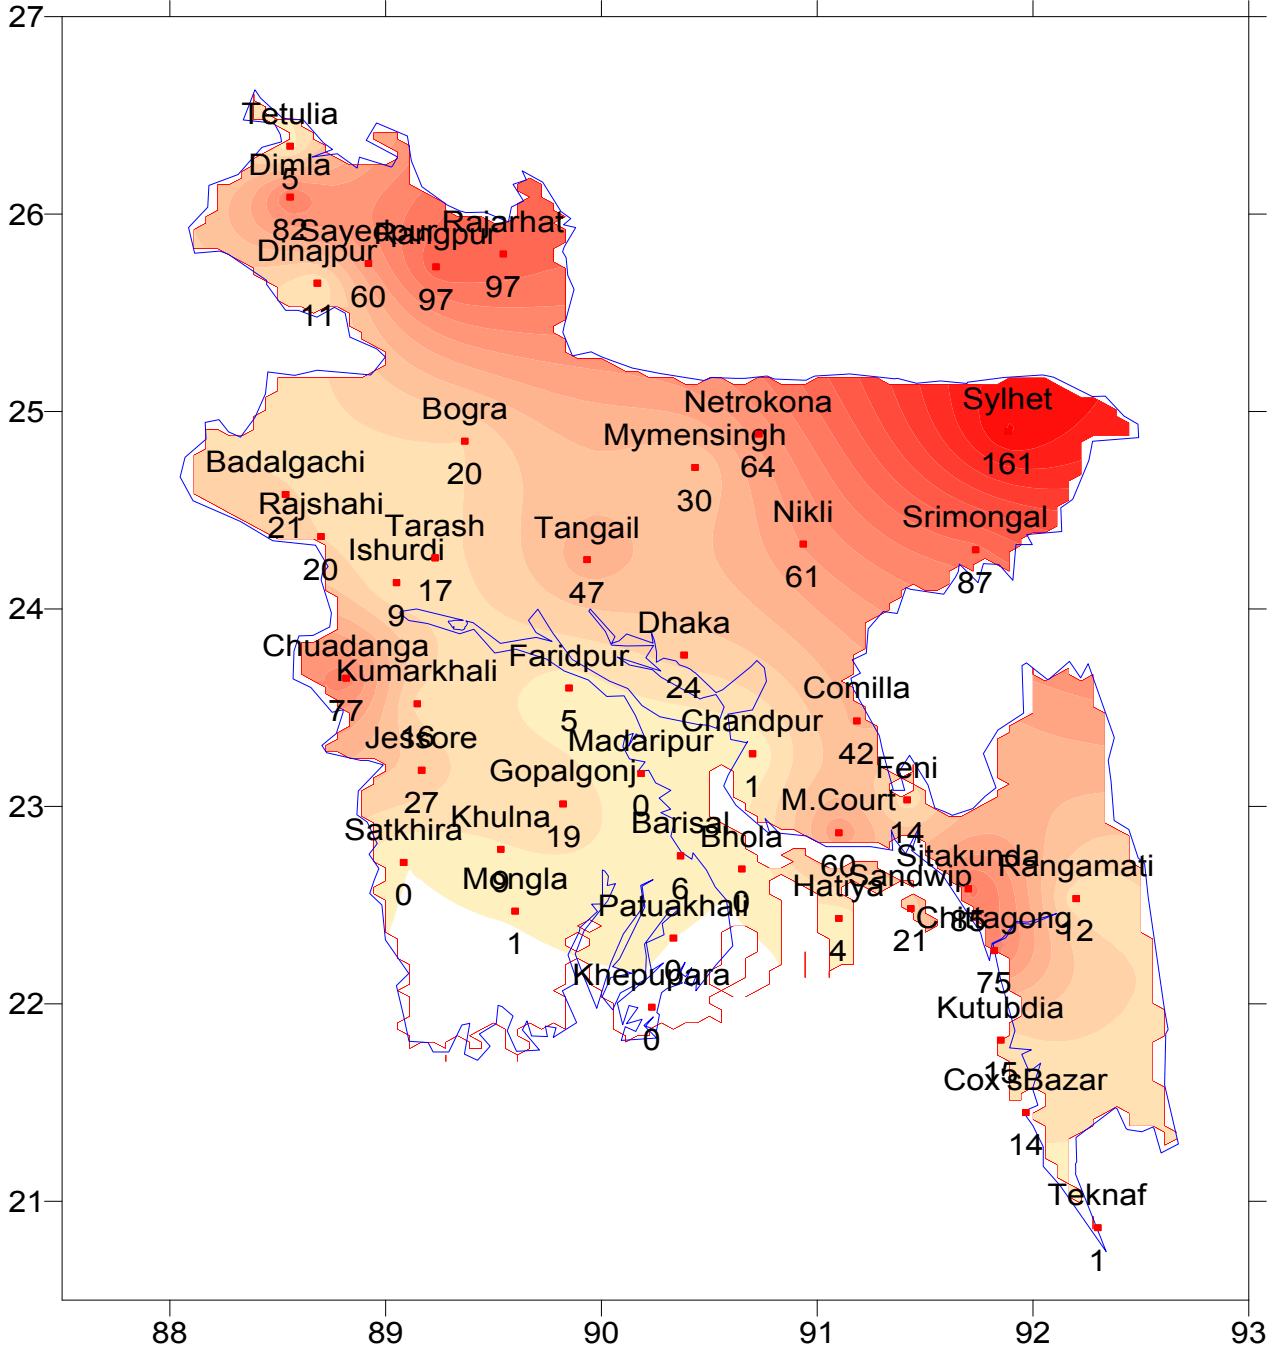 27
Tetulia
Dimla
5
26
82
Sayedpur
Rangpur
Rajarhat
Dinajpur
11
60
97
97
25
Bogra
20
Netrokona
Mymensingh
64
30
Sylhet
161
Badalgachi
Rajshahi
21
20
Tarash
Ishurdi
17
9
Tangail
47
Nikli
61
Srimongal
87
24
Chuadanga
Kumarkhali
77
16
Jessore
27
Faridpur
5
Dhaka
24
Madaripur
0
Chandpur
1
Comilla
42
Gopalgonj
19
Feni
14
M.Court
60
23
Satkhira
0
Khulna
9
Mongla
1
Barisal
6
Bhola
0
Patuakhali
0
Hatiya
4
Sandwip
21
Sitakunda
85
Rangamati
12
Chittagong
75
22
Khepupara
0
Kutubdia
15
Cox'sBazar
14
21
Teknaf
1
88 89 90 91 92 93